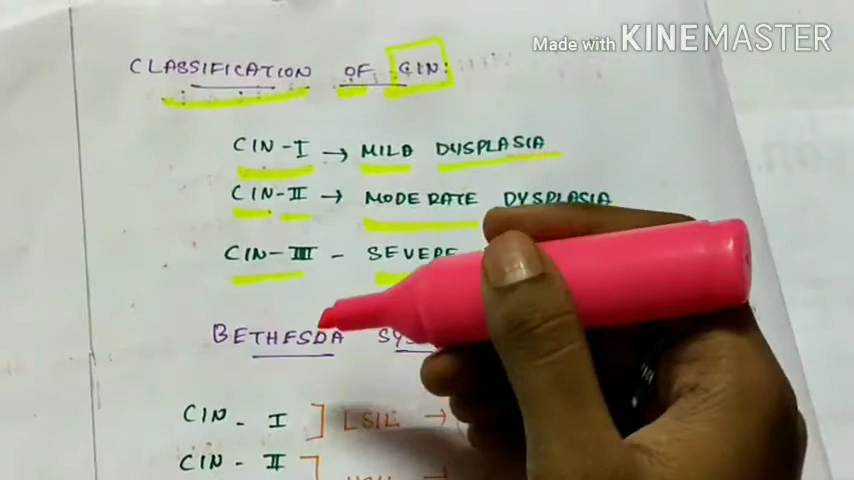 Made with KINEMASTER
CLASSIFICATION OF CIN:
CIN-I → MILD DYSPLASIA
CIN-II → MODERATE DYSPLASIA
CIN-III - SEVERE
BETHESDA
CIN - I ] LSIL →
CIN - II ]